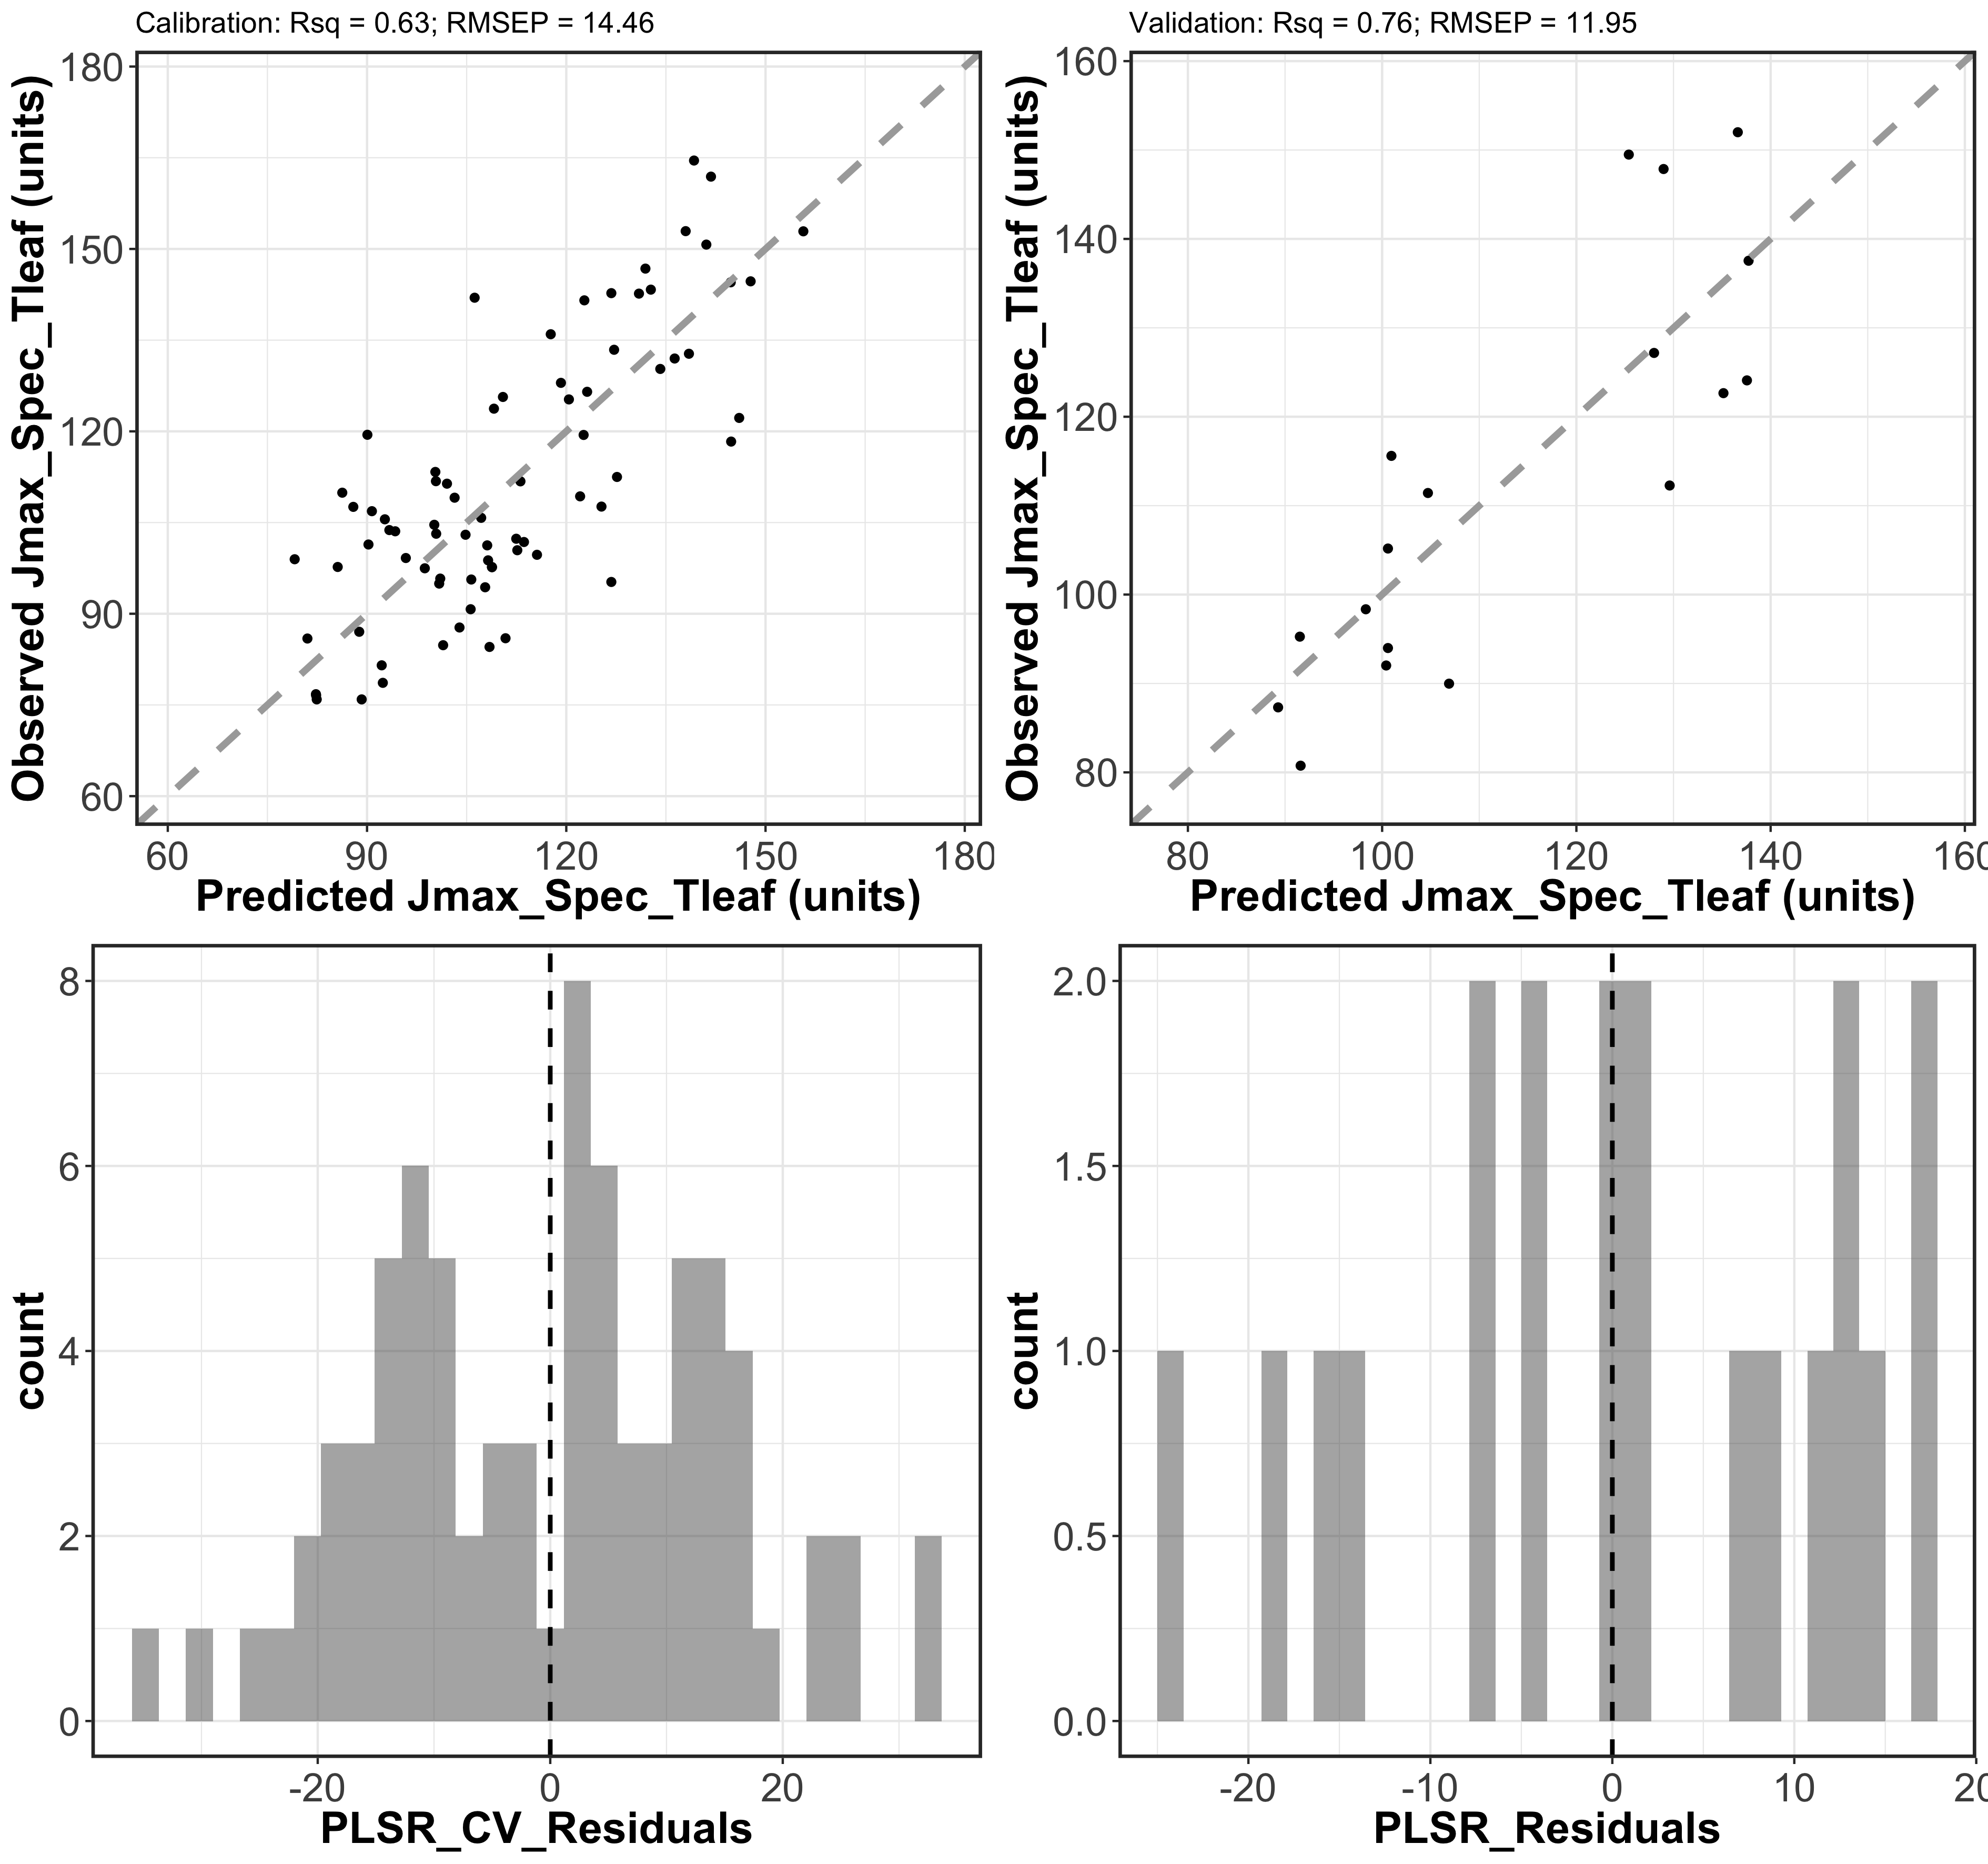 Calibration: Rsq = 0.63; RMSEP = 14.46
Observed Jmax_Spec_Tleaf (units)
180
150
120
90
60
60 90 120 150 180
Predicted Jmax_Spec_Tleaf (units)
Validation: Rsq = 0.76; RMSEP = 11.95
Observed Jmax_Spec_Tleaf (units)
160
140
120
100
80
80 100 120 140 160
Predicted Jmax_Spec_Tleaf (units)
count
8
6
4
2
0
-20 0 20
PLSR_CV_Residuals
count
2.0
1.5
1.0
0.5
0.0
-20 -10 0 10 20
PLSR_Residuals